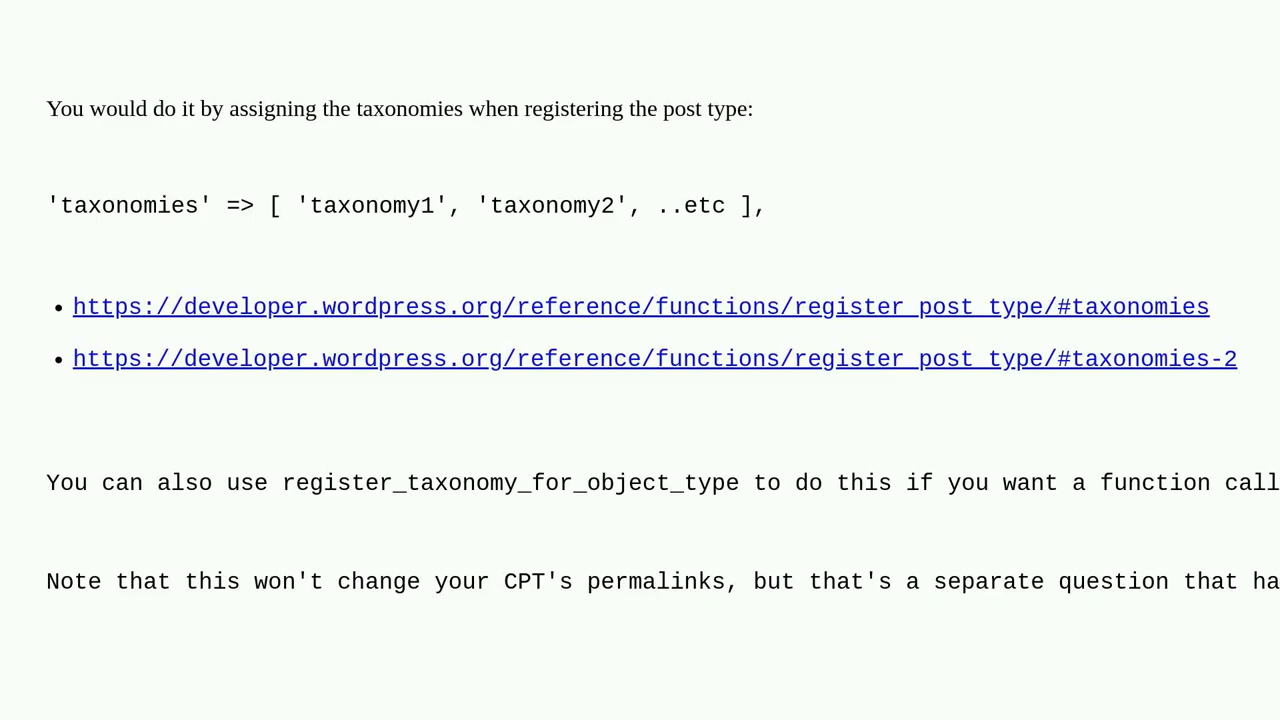 You would do it by assigning the taxonomies when registering the post type:
'taxonomies' => [ 'taxonomy1', 'taxonomy2', ..etc ],
• https://developer.wordpress.org/reference/functions/register_post_type/#taxonomies
• https://developer.wordpress.org/reference/functions/register_post_type/#taxonomies-2
You can also use register_taxonomy_for_object_type to do this if you want a function call
Note that this won't change your CPT's permalinks, but that's a separate question that ha